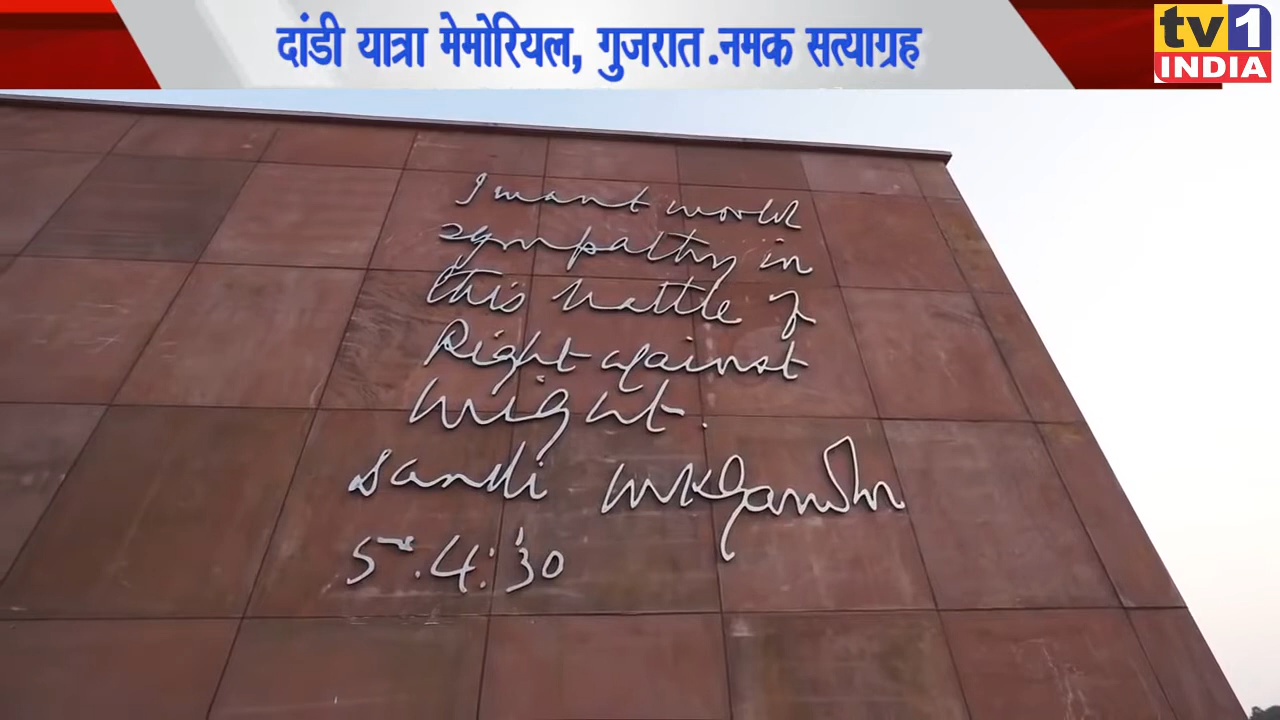 दांडी यात्रा मेमोरियल, गुजरात.नमक सत्याग्रह
tv1
INDIA
I want world
sympathy in
this battle of
Right against
might.
Dandi MKGandhi
5.4.'30